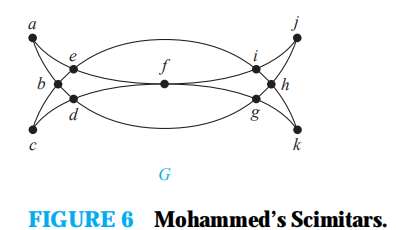 a j
e f i
b h
d g
c k
G
FIGURE 6 Mohammed's Scimitars.